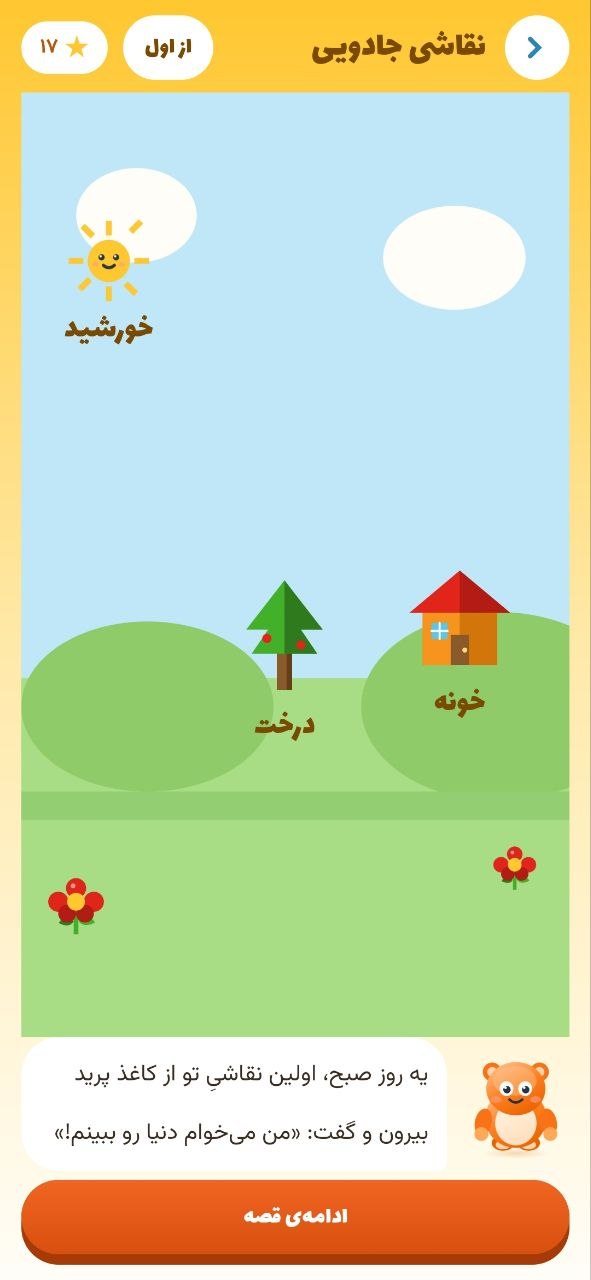 نقاشی جادویی
از اول
۱۷
خورشید
خونه
درخت
یه روز صبح، اولین نقاشیِ تو از کاغذ پرید
بیرون و گفت: «من می‌خوام دنیا رو ببینم!»
ادامه‌ی قصه